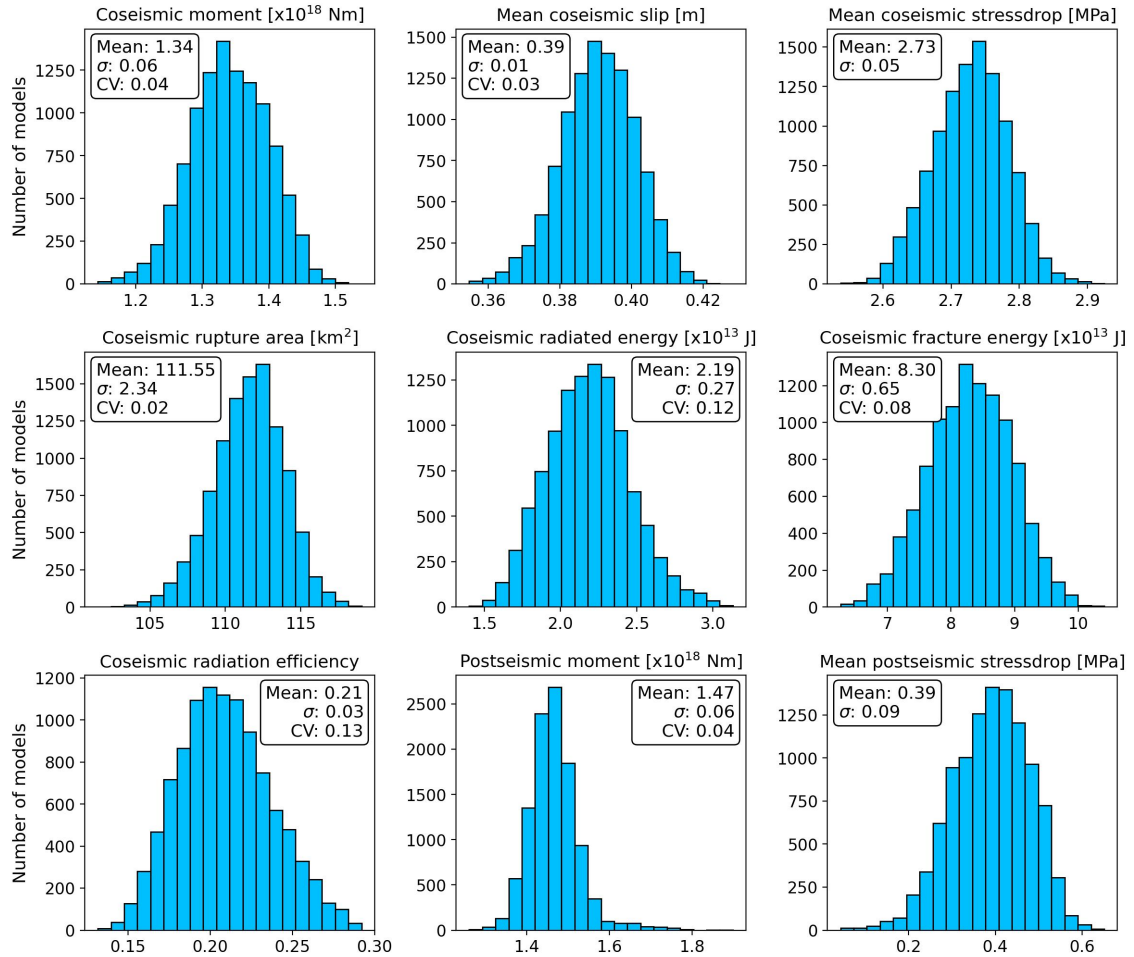 Coseismic moment [x10¹⁸ Nm]
Mean: 1.34
σ: 0.06
CV: 0.04
Number of models
0
250
500
750
1000
1250
1.2
1.3
1.4
1.5
Mean coseismic slip [m]
Mean: 0.39
σ: 0.01
CV: 0.03
0
250
500
750
1000
1250
1500
0.36
0.38
0.40
0.42
Mean coseismic stressdrop [MPa]
Mean: 2.73
σ: 0.05
0
250
500
750
1000
1250
1500
2.6
2.7
2.8
2.9
Coseismic rupture area [km²]
Mean: 111.55
σ: 2.34
CV: 0.02
Number of models
0
250
500
750
1000
1250
1500
105
110
115
Coseismic radiated energy [x10¹³ J]
Mean: 2.19
σ: 0.27
CV: 0.12
0
250
500
750
1000
1250
1.5
2.0
2.5
3.0
Coseismic fracture energy [x10¹³ J]
Mean: 8.30
σ: 0.65
CV: 0.08
0
200
400
600
800
1000
1200
7
8
9
10
Coseismic radiation efficiency
Mean: 0.21
σ: 0.03
CV: 0.13
Number of models
0
200
400
600
800
1000
1200
0.15
0.20
0.25
0.30
Postseismic moment [x10¹⁸ Nm]
Mean: 1.47
σ: 0.06
CV: 0.04
0
500
1000
1500
2000
2500
1.4
1.6
1.8
Mean postseismic stressdrop [MPa]
Mean: 0.39
σ: 0.09
0
250
500
750
1000
1250
0.2
0.4
0.6